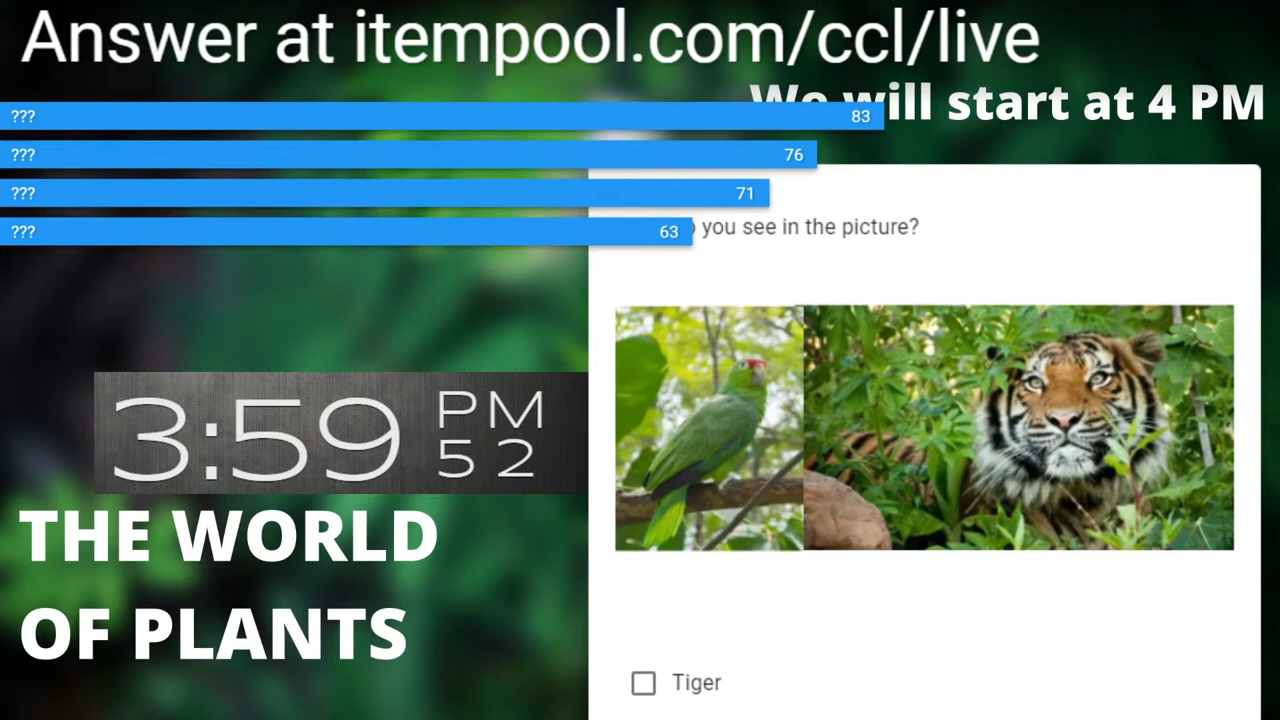 Answer at itempool.com/ccl/live
We will start at 4 PM
??? 83
??? 76
??? 71
??? 63
you see in the picture?
3:59 PM
52
THE WORLD
OF PLANTS
Tiger